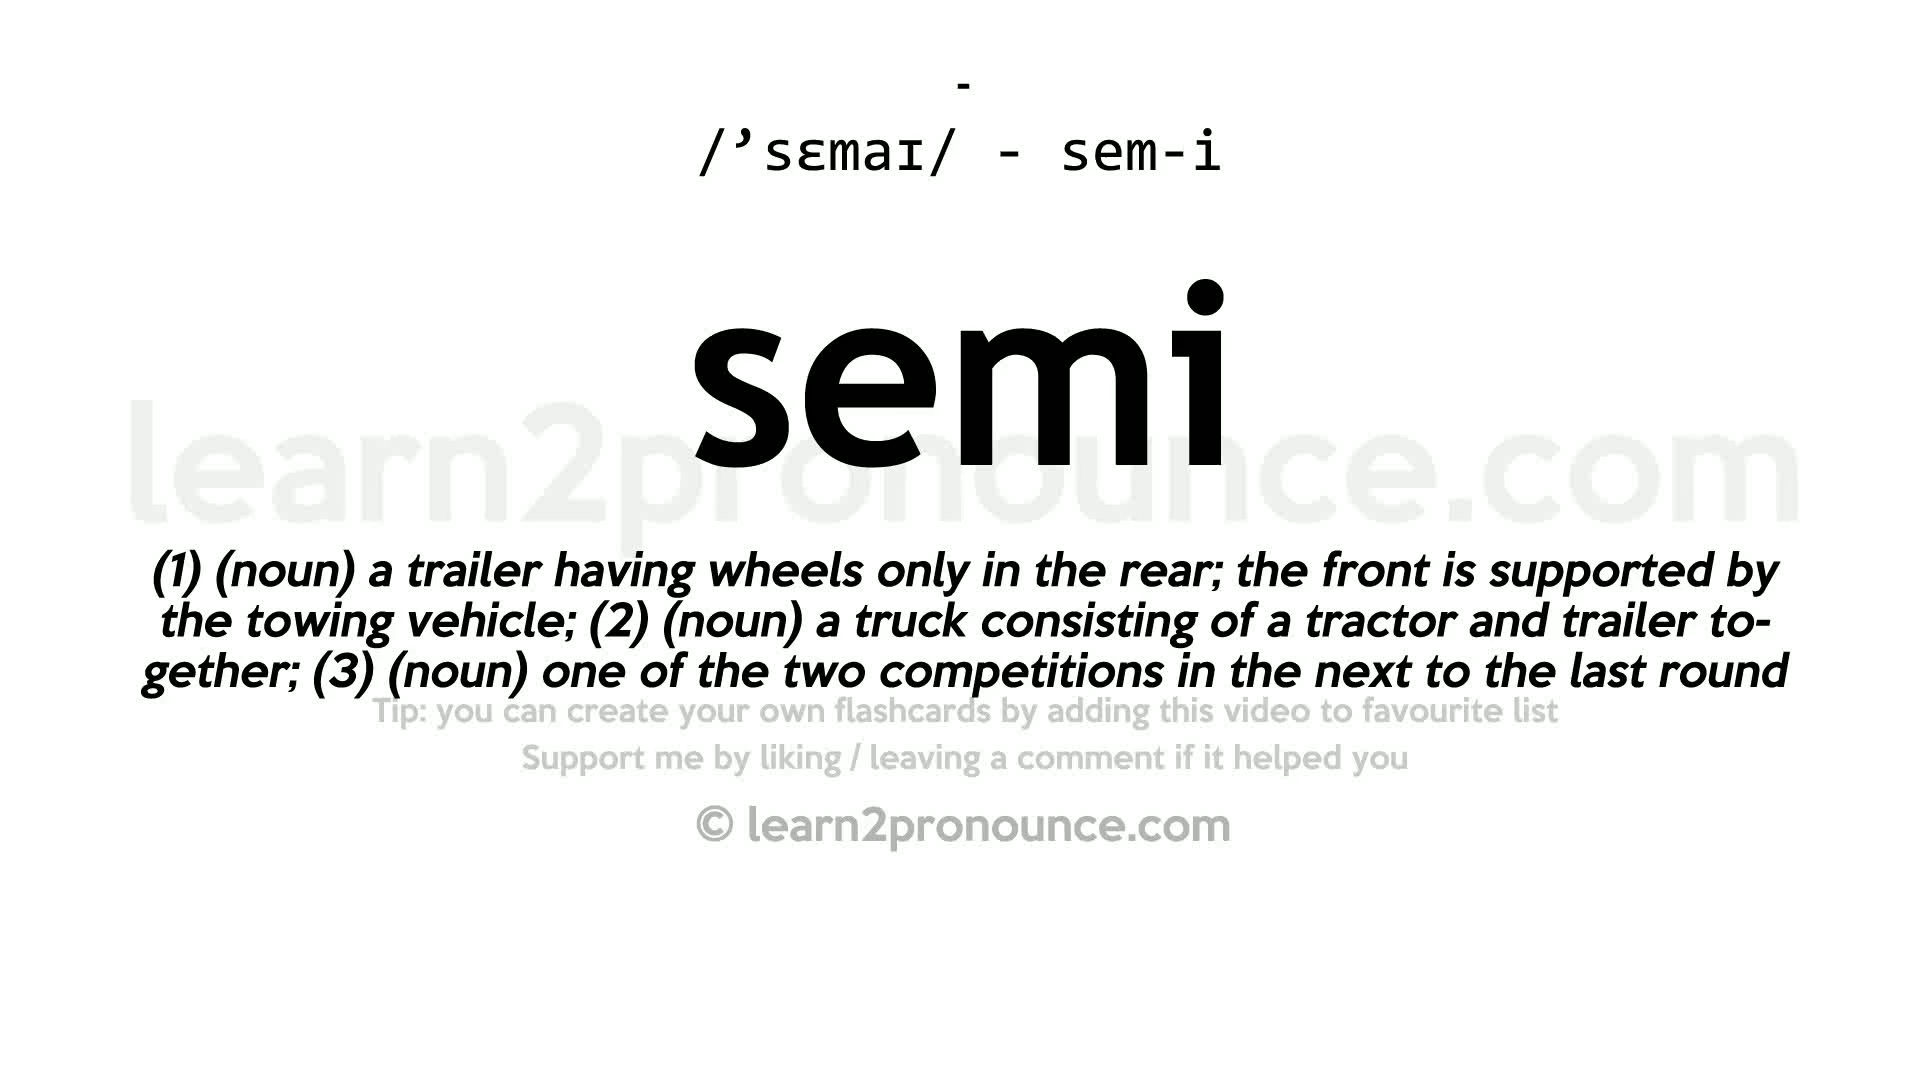 -
/’sɛmaɪ/ - sem-i
semi
learn2pronounce.com
(1) (noun) a trailer having wheels only in the rear; the front is supported by
the towing vehicle; (2) (noun) a truck consisting of a tractor and trailer to-
gether; (3) (noun) one of the two competitions in the next to the last round
Tip: you can create your own flashcards by adding this video to favourite list
Support me by liking / leaving a comment if it helped you
© learn2pronounce.com